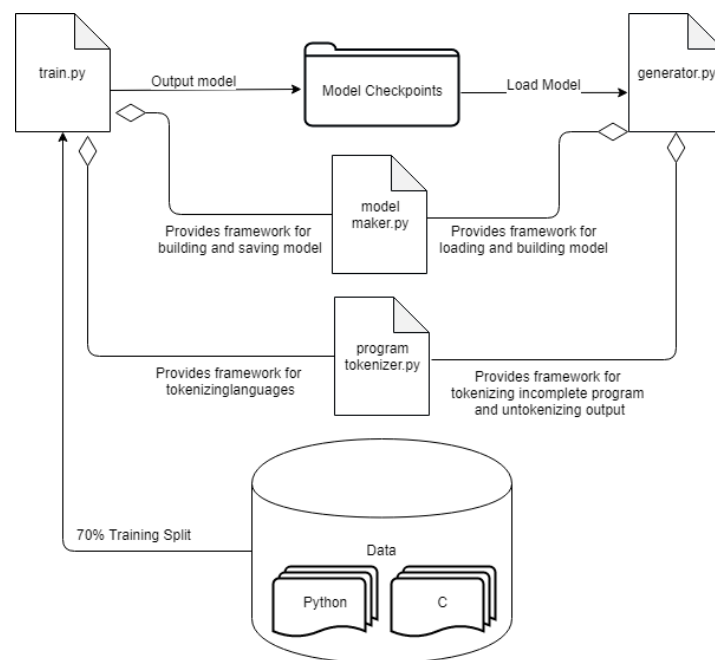 train.py
Output model
Model Checkpoints
Load Model
generator.py
model
maker.py
Provides framework for
building and saving model
Provides framework for
loading and building model
program
tokenizer.py
Provides framework for
tokenizinglanguages
Provides framework for
tokenizing incomplete program
and untokenizing output
70% Training Split
Data
Python
C